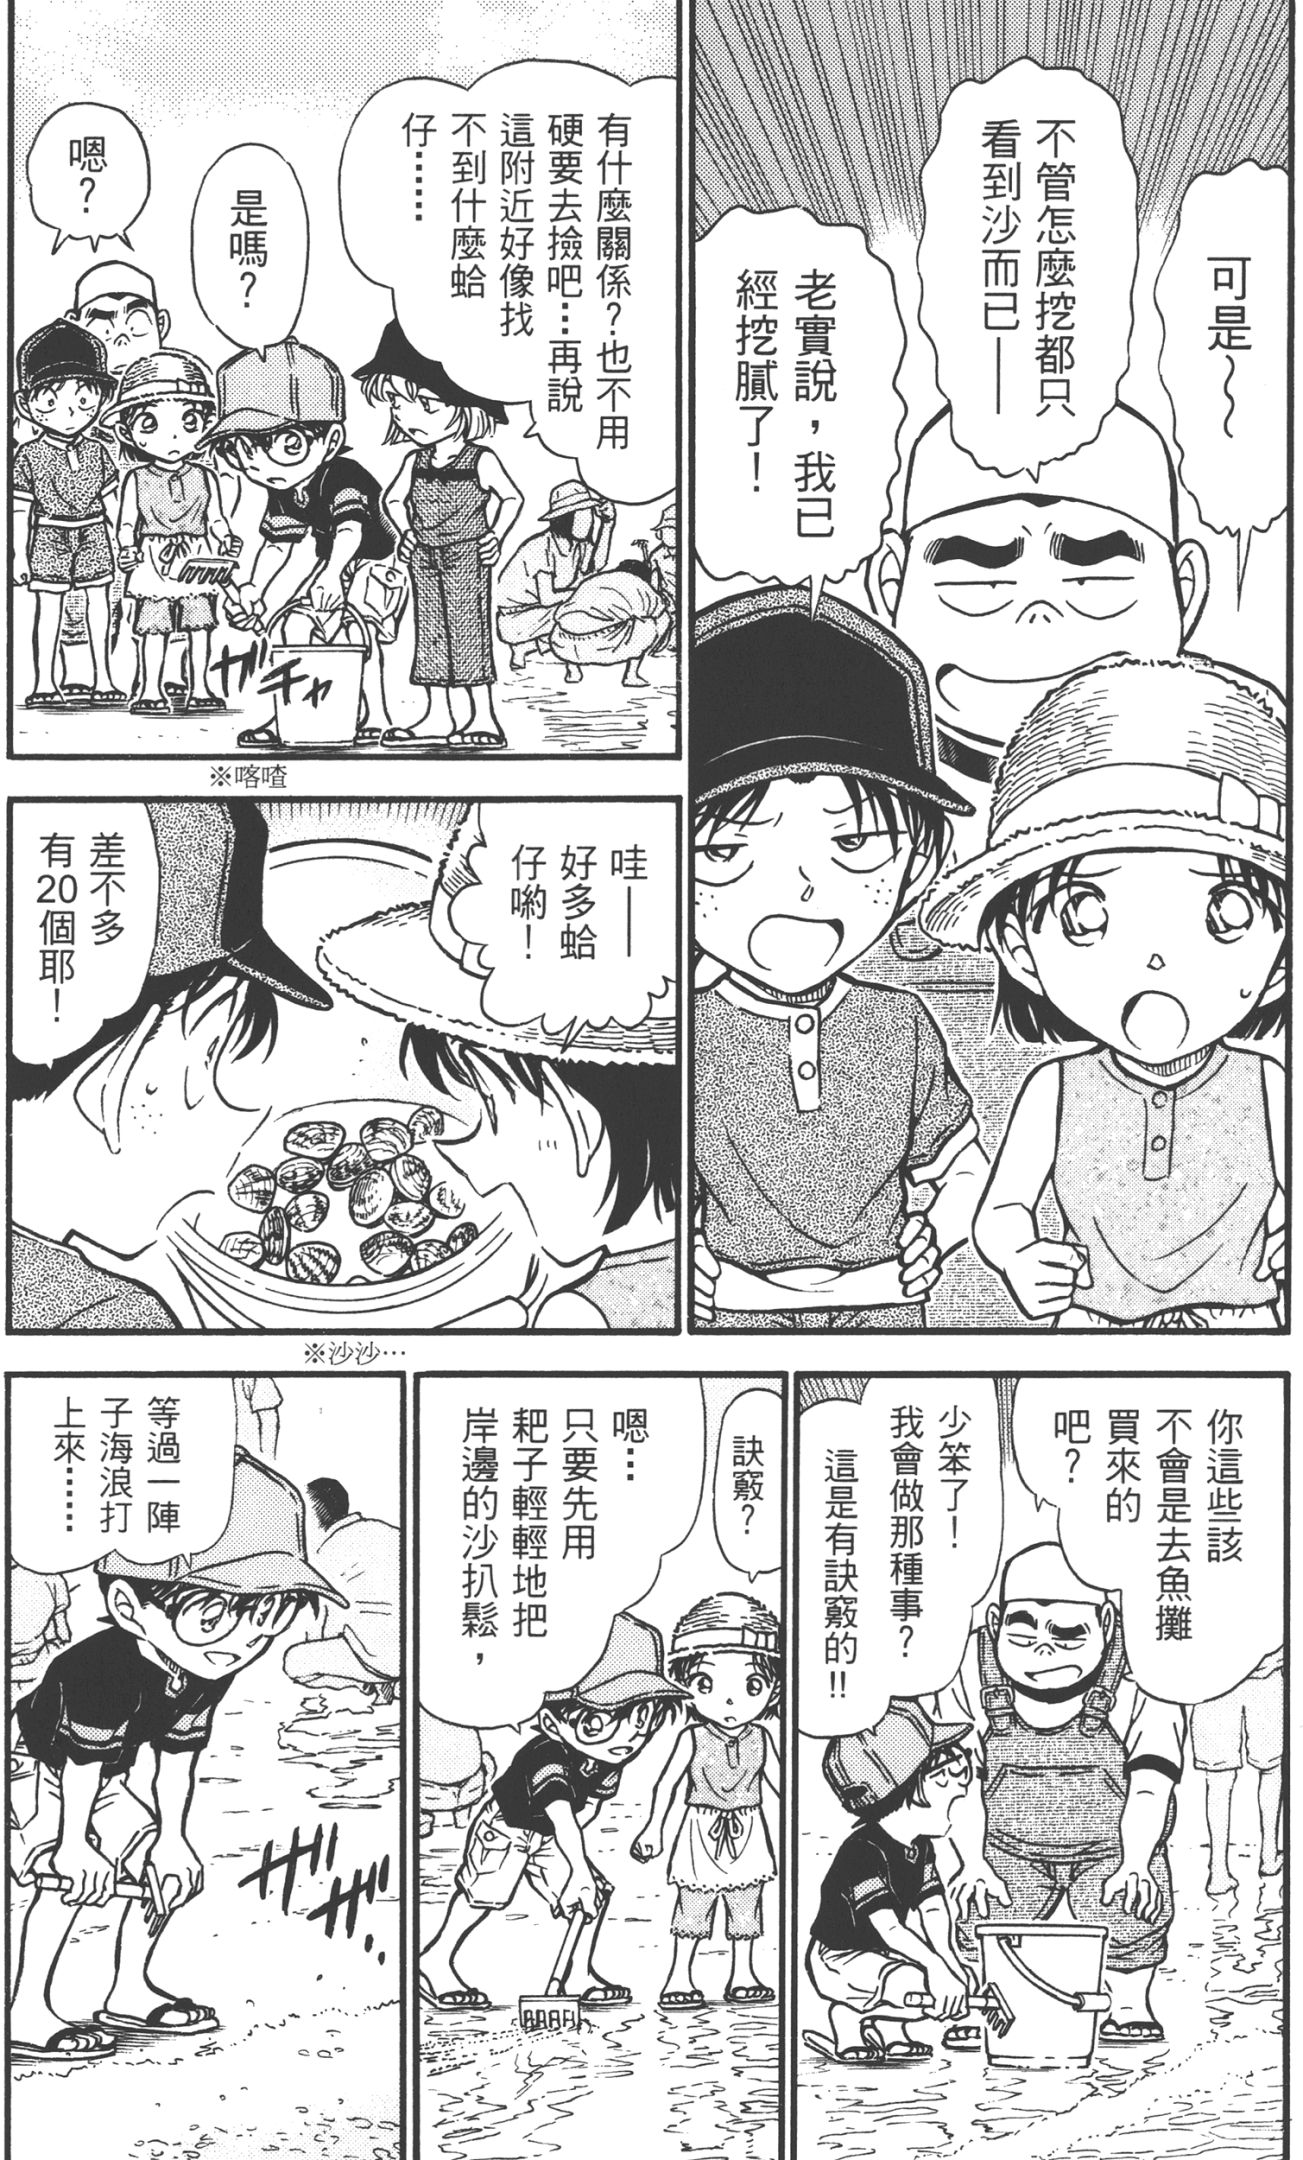 可是～
不管怎麼挖都只
看到沙而已——
老實說，我已
經挖膩了！
有什麼關係？也不用
硬要去撿吧…再說
這附近好像找
不到什麼蛤
仔……
是嗎？
嗯？
ガチャ
※喀喳
哇——
好多蛤
仔喲！
差不多
有20個耶！
你這些該
不會是去魚攤
買來的
吧？
少笨了！
我會做那種事？
這是有訣竅的!!
訣竅？
嗯…
只要先用
耙子輕輕地把
岸邊的沙扒鬆，
※沙沙…
等過一陣
子海浪打
上來……
ザザ